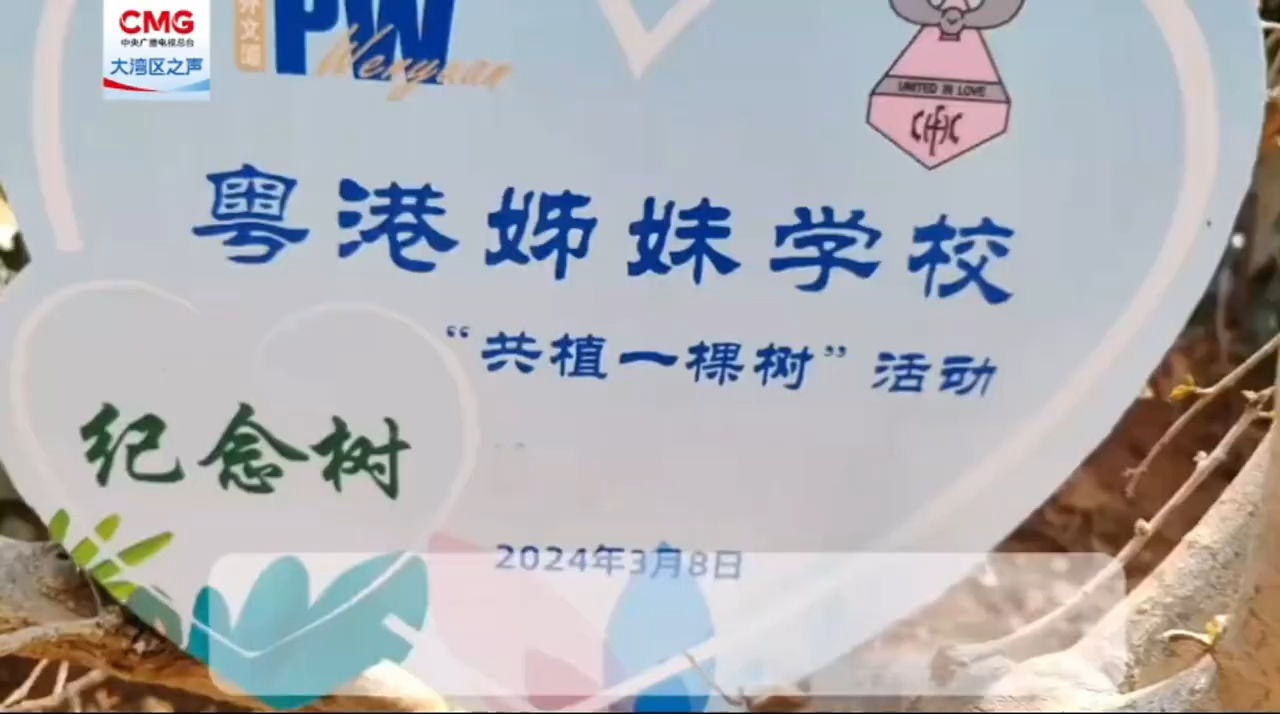 CMG
中央广播电视总台
大湾区之声
PW
Wenyuan
UNITED IN LOVE
CFHC
粤港姊妹学校
“共植一棵树”活动
纪念树
2024年3月8日